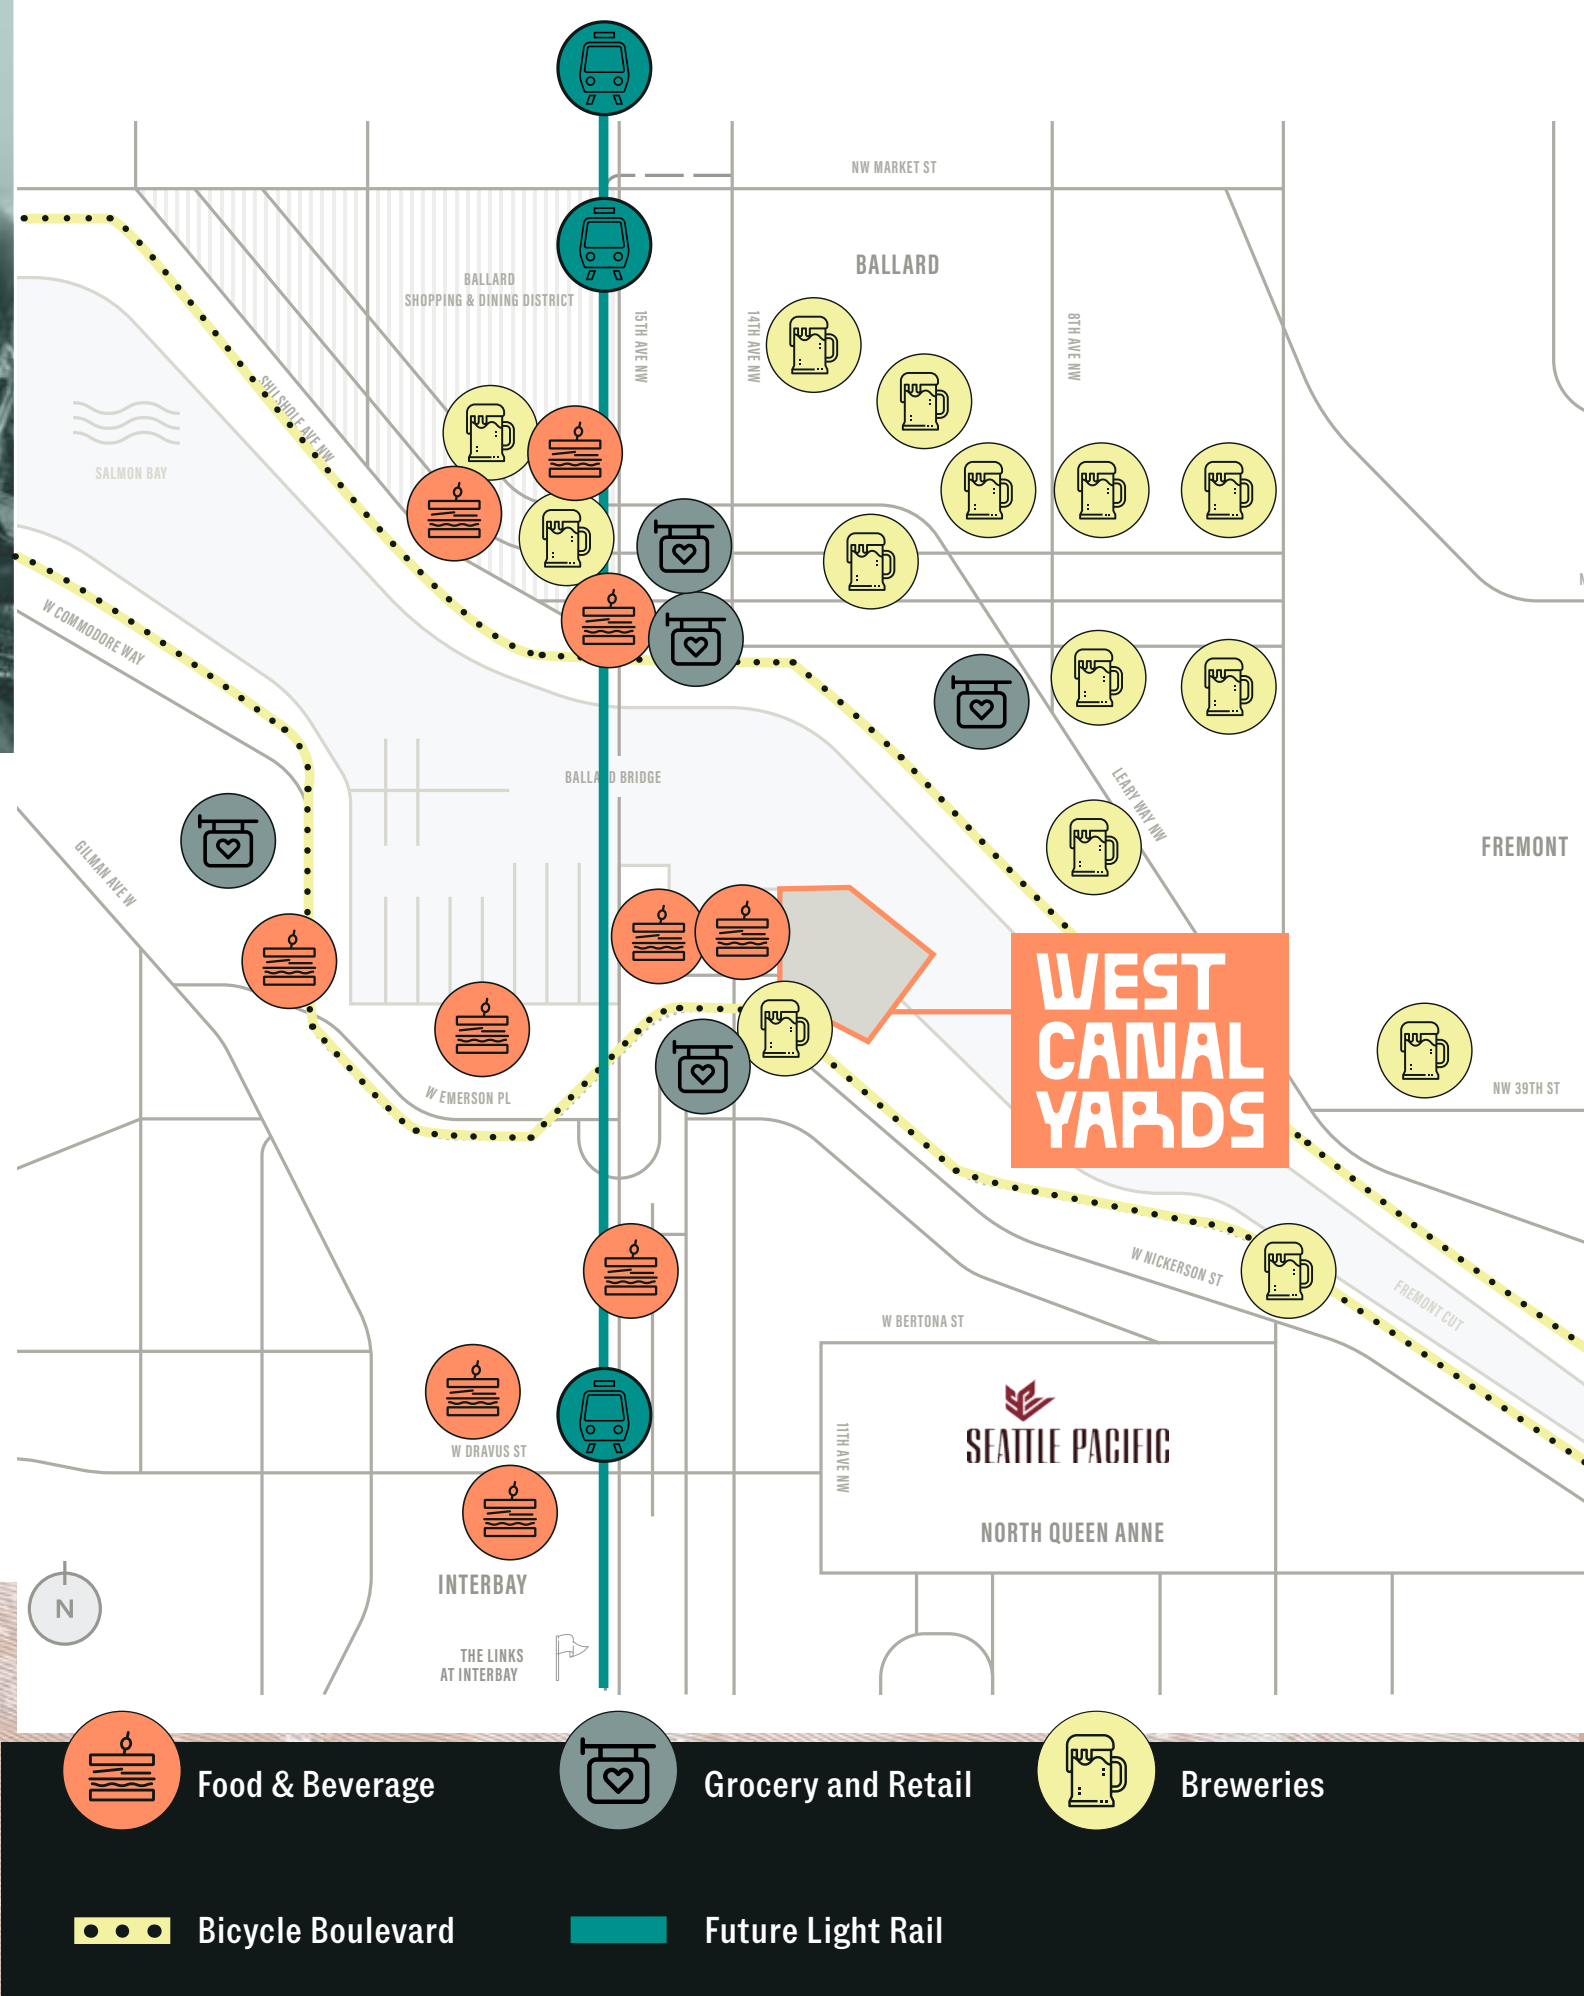 NW MARKET ST
BALLARD
BALLARD
SHOPPING & DINING DISTRICT
15TH AVE NW
14TH AVE NW
8TH AVE NW
SHILSHOLE AVE NW
SALMON BAY
W COMMODORE WAY
BALLARD BRIDGE
LEARY WAY NW
FREMONT
GILMAN AVE W
WEST
CANAL
YARDS
NW 39TH ST
W EMERSON PL
W NICKERSON ST
FREMONT CUT
W BERTONA ST
11TH AVE NW
SEATTLE PACIFIC
W DRAVUS ST
NORTH QUEEN ANNE
INTERBAY
N
THE LINKS
AT INTERBAY
Food & Beverage
Grocery and Retail
Breweries
Bicycle Boulevard
Future Light Rail